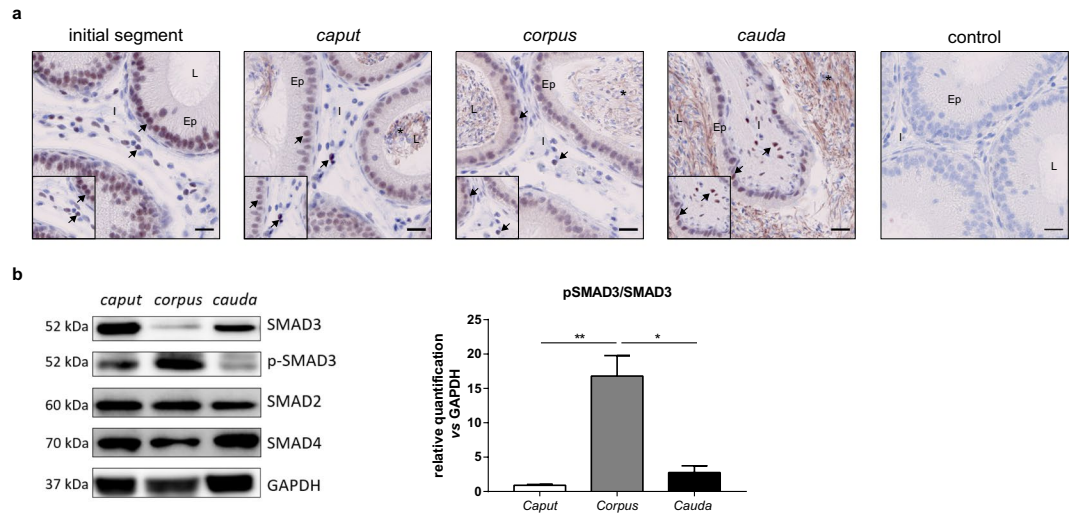 a
initial segment caput corpus cauda control
L Ep I
Ep I * L
L Ep * I
L Ep I *
Ep I L
b
caput corpus cauda
52 kDa SMAD3
52 kDa p-SMAD3
60 kDa SMAD2
70 kDa SMAD4
37 kDa GAPDH
pSMAD3/SMAD3
relative quantification
vs GAPDH
25
20
15
10
5
0
** *
Caput Corpus Cauda